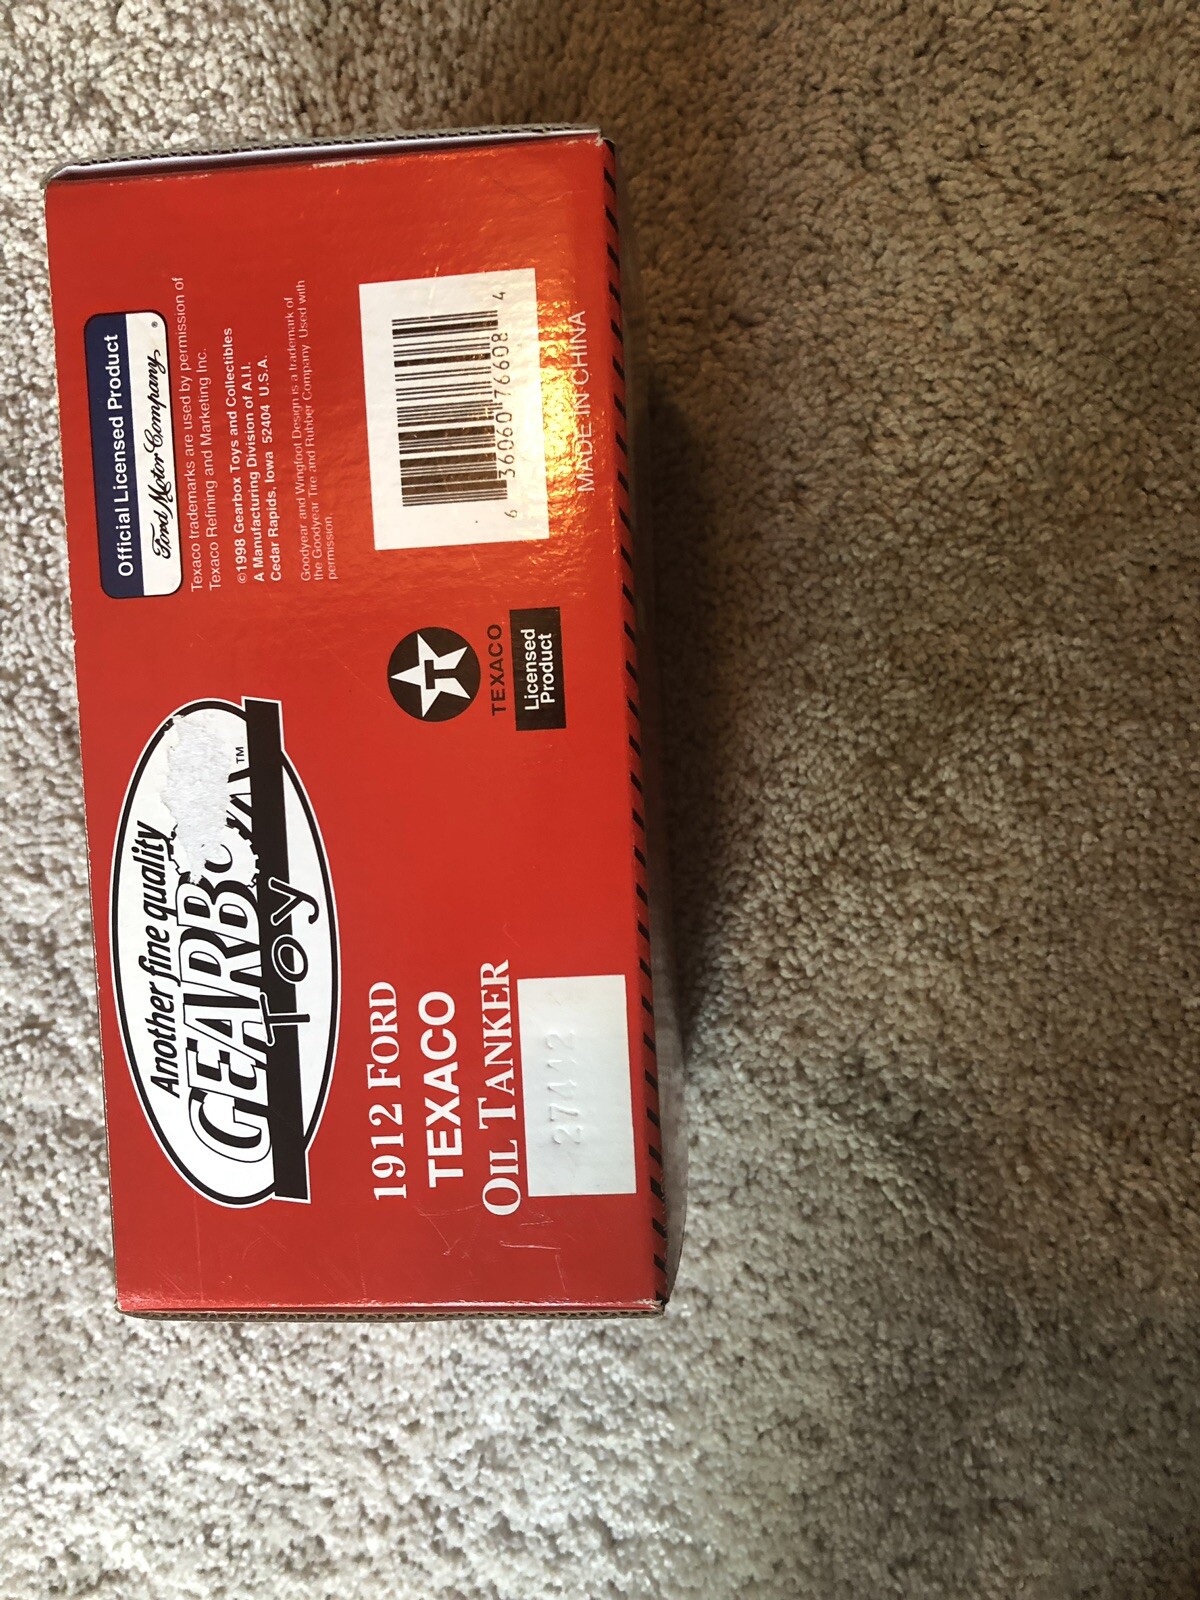 Another fine quality
GEARB
TOY
TM
1912 FORD
TEXACO
OIL TANKER
27412
TEXACO
Licensed
Product
Official Licensed Product
Ford Motor Company
Texaco trademarks are used by permission of
Texaco Refining and Marketing Inc.
©1998 Gearbox Toys and Collectibles
A Manufacturing Division of A.I.I.
Cedar Rapids, Iowa 52404 U.S.A.
Goodyear and Wingfoot Design is a trademark of
the Goodyear Tire and Rubber Company. Used with
permission.
6 36060 76608 4
MADE IN CHINA